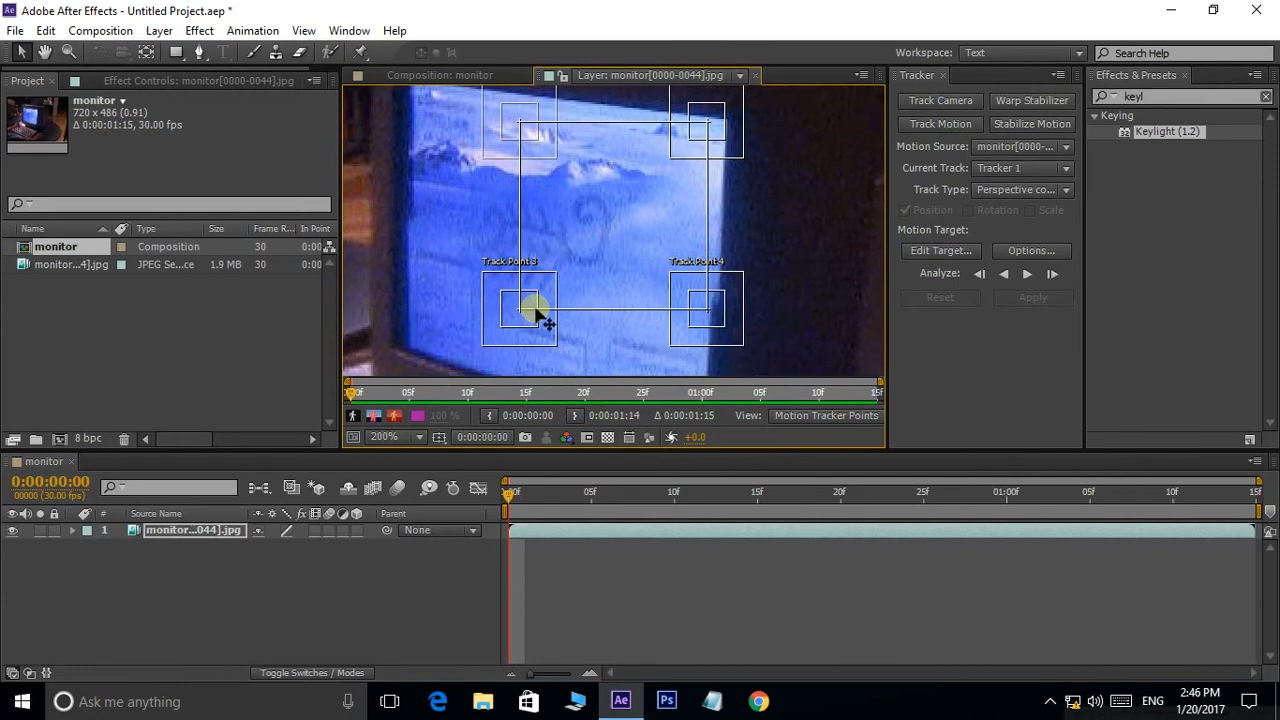 Adobe After Effects - Untitled Project.aep *
File Edit Composition Layer Effect Animation View Window Help
Workspace: Text Search Help
Project Effect Controls: monitor[0000-0044].jpg
Composition: monitor Layer: monitor[0000-0044].jpg
Tracker Effects & Presets
monitor
720 x 486 (0.91)
Δ 0:00:01:15, 30.00 fps
Track Camera Warp Stabilizer
Track Motion Stabilize Motion
Motion Source: monitor[0000-...
Current Track: Tracker 1
Track Type: Perspective co...
Position Rotation Scale
Motion Target:
Edit Target... Options...
Analyze:
Reset Apply
keyl
Keying
Keylight (1.2)
Name Type Size Frame R... In Point
monitor Composition 30 0:00
monitor...4].jpg JPEG Se...ce 1.9 MB 30 0:00
8 bpc
Track Point 3 Track Point 4
00f 05f 10f 15f 20f 25f 01:00f 05f 10f 15f
100 % 0:00:00:00 0:00:01:14 Δ 0:00:01:15 View: Motion Tracker Points
200% 0:00:00:00 +0.0
monitor
0:00:00:00
00000 (30.00 fps)
# Source Name Parent
1 monitor...044].jpg None
:00f 05f 10f 15f 20f 25f 01:00f 05f 10f 15f
Toggle Switches / Modes
Ask me anything
ENG
2:46 PM
1/20/2017